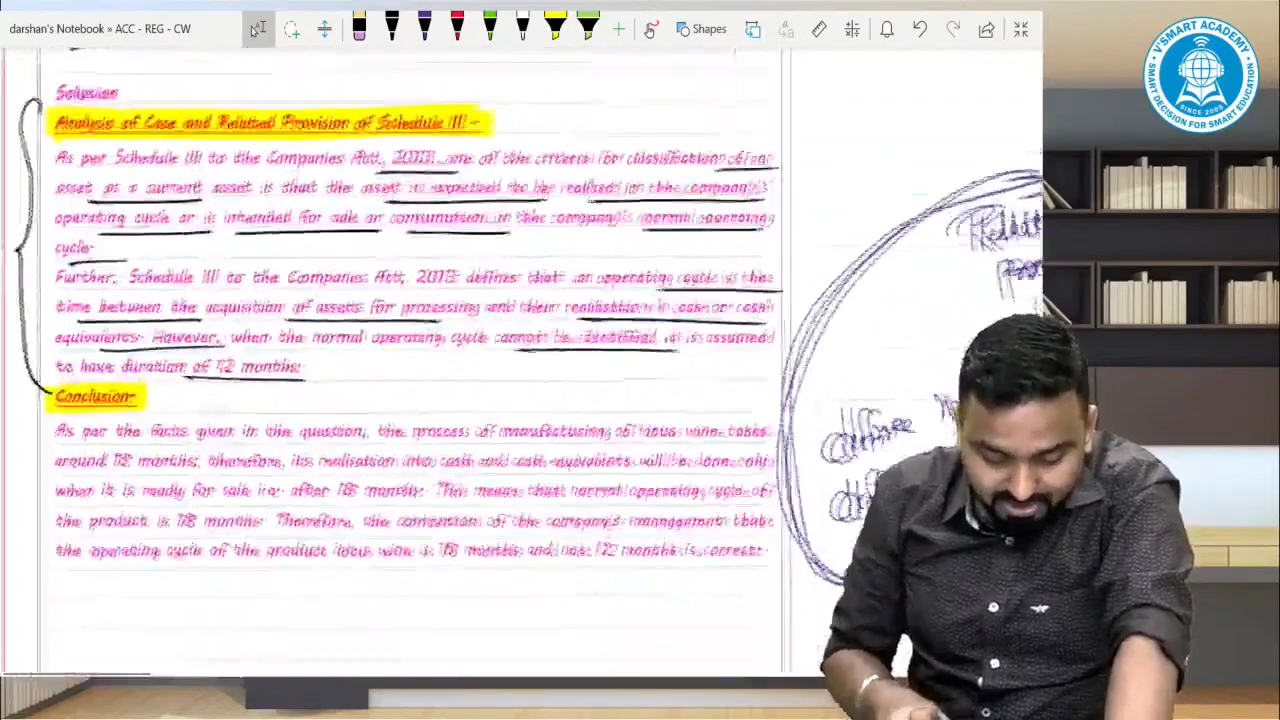 darshan's Notebook » ACC - REG - CW
Shapes
V'SMART ACADEMY
SMART DECISION FOR SMART EDUCATION
SINCE-2005
Solution
Analysis of Case and Related Provision of Schedule III -
As per Schedule III to the Companies Act, 2013, one of the criteria for classification of an
asset as a current asset is that the asset is expected to be realised in the company's
operating cycle or is intended for sale or consumption in the company's normal operating
cycle.
Further, Schedule III to the Companies Act, 2013 defines that an operating cycle is the
time between the acquisition of assets for processing and their realisation in cash or cash
equivalents. However, when the normal operating cycle cannot be identified, it is assumed
to have duration of 12 months.
Conclusion-
As per the facts given in the question, the process of manufacturing of wine takes
around 18 months; therefore, its realisation into cash and cash equivalents will be done only
when it is ready for sale i.e. after 18 months. This means that normal operating cycle of
the product is 18 months. Therefore, the contention of the company's management that
the operating cycle of the product wine is 18 months and not 12 months is correct.